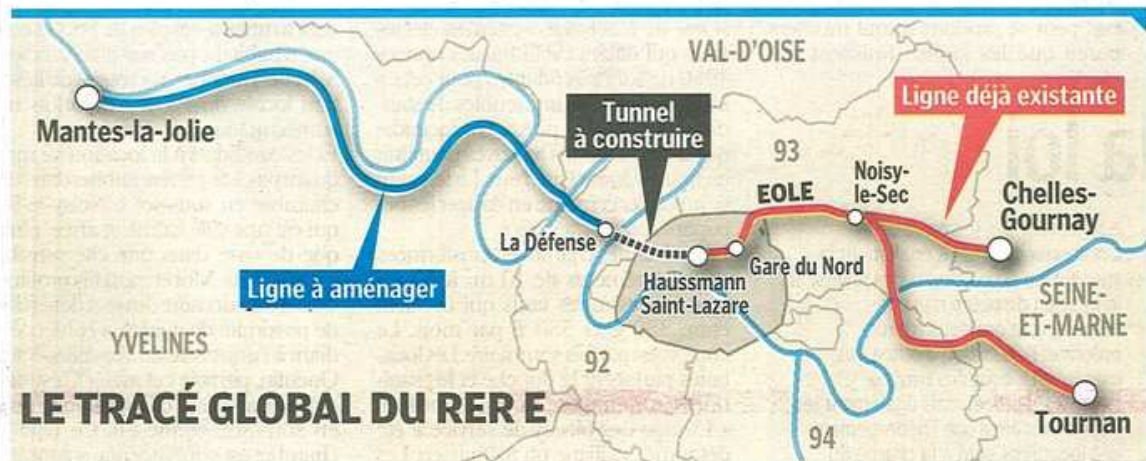 VAL-D'OISE
Ligne déjà existante
Tunnel
à construire
Mantes-la-Jolie
93
Noisy-
le-Sec
EOLE
Chelles-
Gournay
La Défense
Gare du Nord
Haussmann
Saint-Lazare
Ligne à aménager
SEINE-
ET-MARNE
YVELINES
92
LE TRACÉ GLOBAL DU RER E
Tournan
94